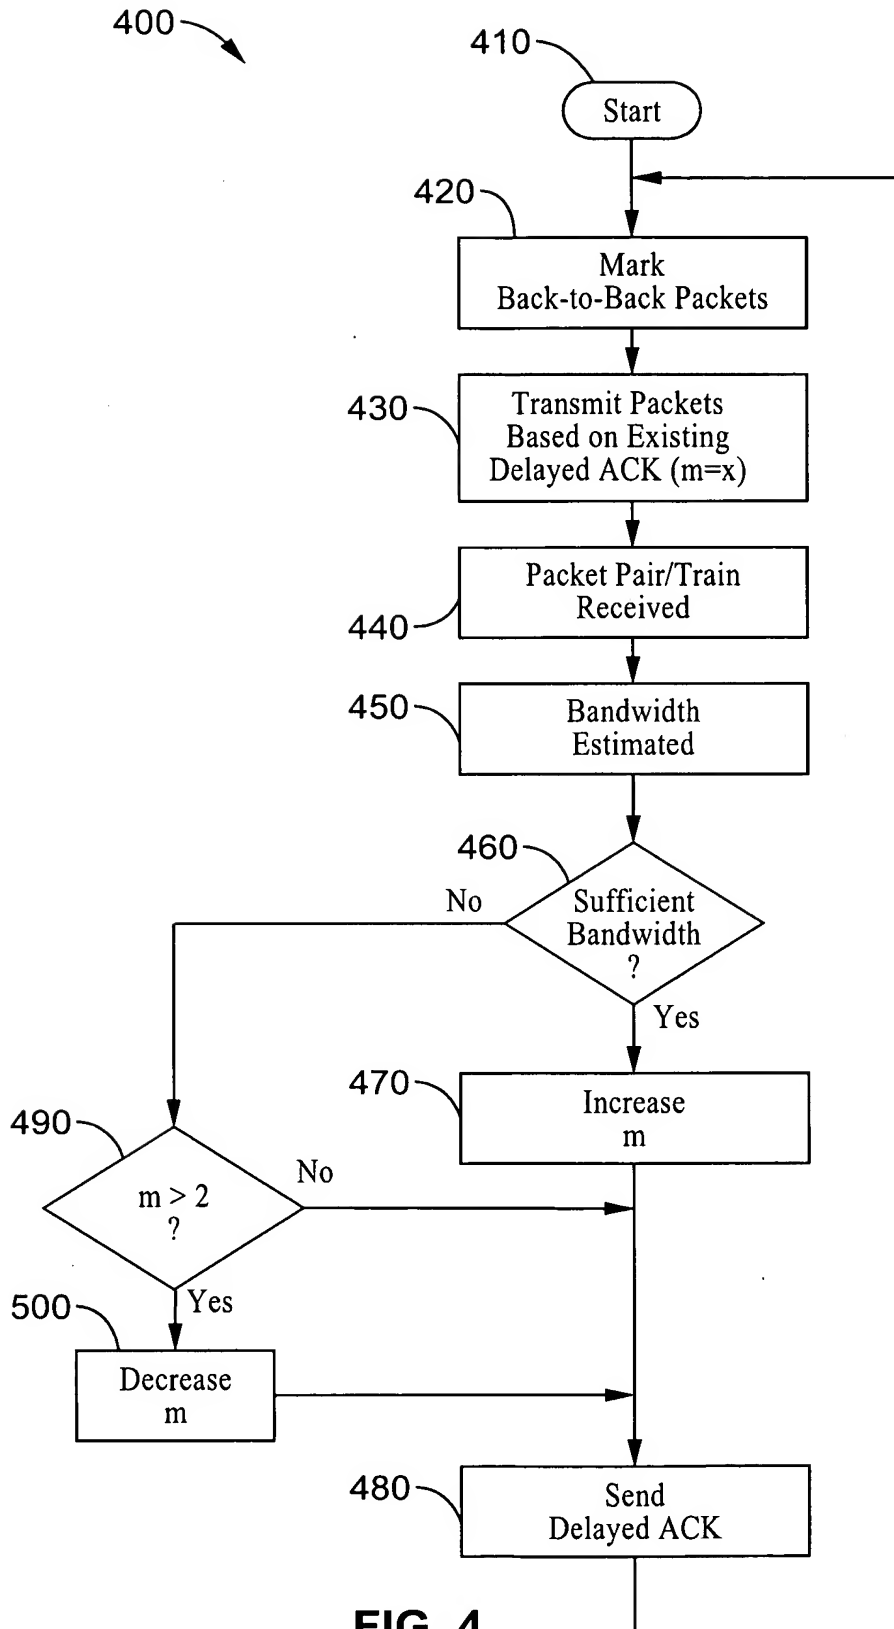 400
410
Start
420
Mark
Back-to-Back Packets
430
Transmit Packets
Based on Existing
Delayed ACK (m=x)
440
Packet Pair/Train
Received
450
Bandwidth
Estimated
460
Sufficient
Bandwidth
?
No
Yes
470
Increase
m
490
m > 2
?
No
Yes
500
Decrease
m
480
Send
Delayed ACK
FIG. 4